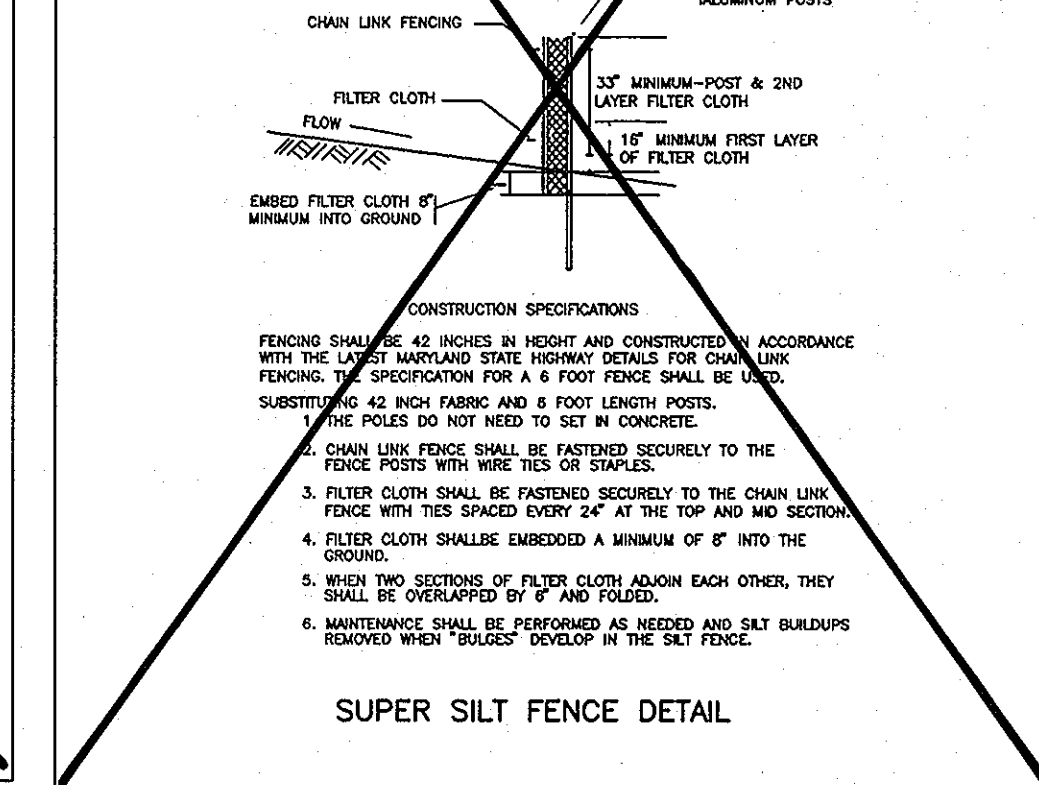 (ALUMINUM POSTS
CHAIN LINK FENCING
33" MINIMUM-POST & 2ND
LAYER FILTER CLOTH
FILTER CLOTH
FLOW
16" MINIMUM FIRST LAYER
OF FILTER CLOTH
EMBED FILTER CLOTH 8"
MINIMUM INTO GROUND
CONSTRUCTION SPECIFICATIONS
FENCING SHALL BE 42 INCHES IN HEIGHT AND CONSTRUCTED IN ACCORDANCE
WITH THE LATEST MARYLAND STATE HIGHWAY DETAILS FOR CHAIN LINK
FENCING. THE SPECIFICATION FOR A 6 FOOT FENCE SHALL BE USED.
SUBSTITUTING 42 INCH FABRIC AND 6 FOOT LENGTH POSTS.
1. THE POLES DO NOT NEED TO SET IN CONCRETE.
2. CHAIN LINK FENCE SHALL BE FASTENED SECURELY TO THE
FENCE POSTS WITH WIRE TIES OR STAPLES.
3. FILTER CLOTH SHALL BE FASTENED SECURELY TO THE CHAIN LINK
FENCE WITH TIES SPACED EVERY 24" AT THE TOP AND MID SECTION.
4. FILTER CLOTH SHALLBE EMBEDDED A MINIMUM OF 8" INTO THE
GROUND.
5. WHEN TWO SECTIONS OF FILTER CLOTH ADJOIN EACH OTHER, THEY
SHALL BE OVERLAPPED BY 6" AND FOLDED.
6. MAINTENANCE SHALL BE PERFORMED AS NEEDED AND SILT BUILDUPS
REMOVED WHEN "BULGES" DEVELOP IN THE SILT FENCE.
SUPER SILT FENCE DETAIL